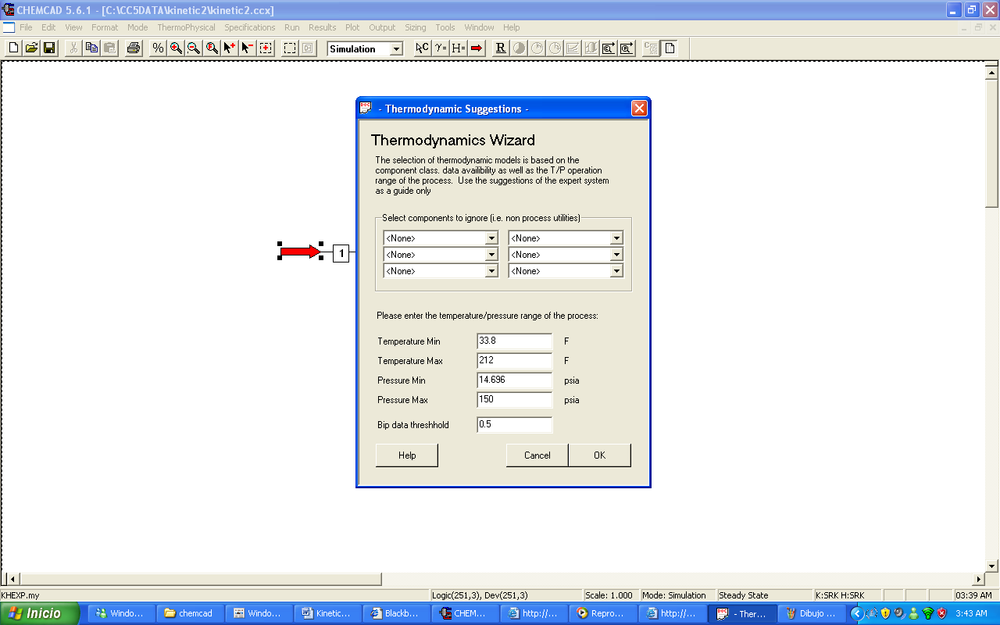 CHEMCAD 5.6.1 - [C:\CC5DATA\kinetic2\kinetic2.ccx]
File Edit View Format Mode ThermoPhysical Specifications Run Results Plot Output Sizing Tools Window Help
% Simulation C γ= H= R
- Thermodynamic Suggestions -
Thermodynamics Wizard
The selection of thermodynamic models is based on the
component class. data availibility as well as the T/P operation
range of the process. Use the suggestions of the expert system
as a guide only
Select components to ignore (i.e. non process utilities)
<None> <None>
<None> <None>
<None> <None>
1
Please enter the temperature/pressure range of the process:
Temperature Min 33.8 F
Temperature Max 212 F
Pressure Min 14.696 psia
Pressure Max 150 psia
Bip data threshhold 0.5
Help Cancel OK
KHEXP.my Logic(251,3), Dev(251,3) Scale: 1.000 Mode: Simulation Steady State K:SRK H:SRK 03:39 AM
Inicio Windo... chemcad Windo... Kinetic... Blackb... CHEM... http://... Repro... http://... - Ther... Dibujo ... 3:43 AM